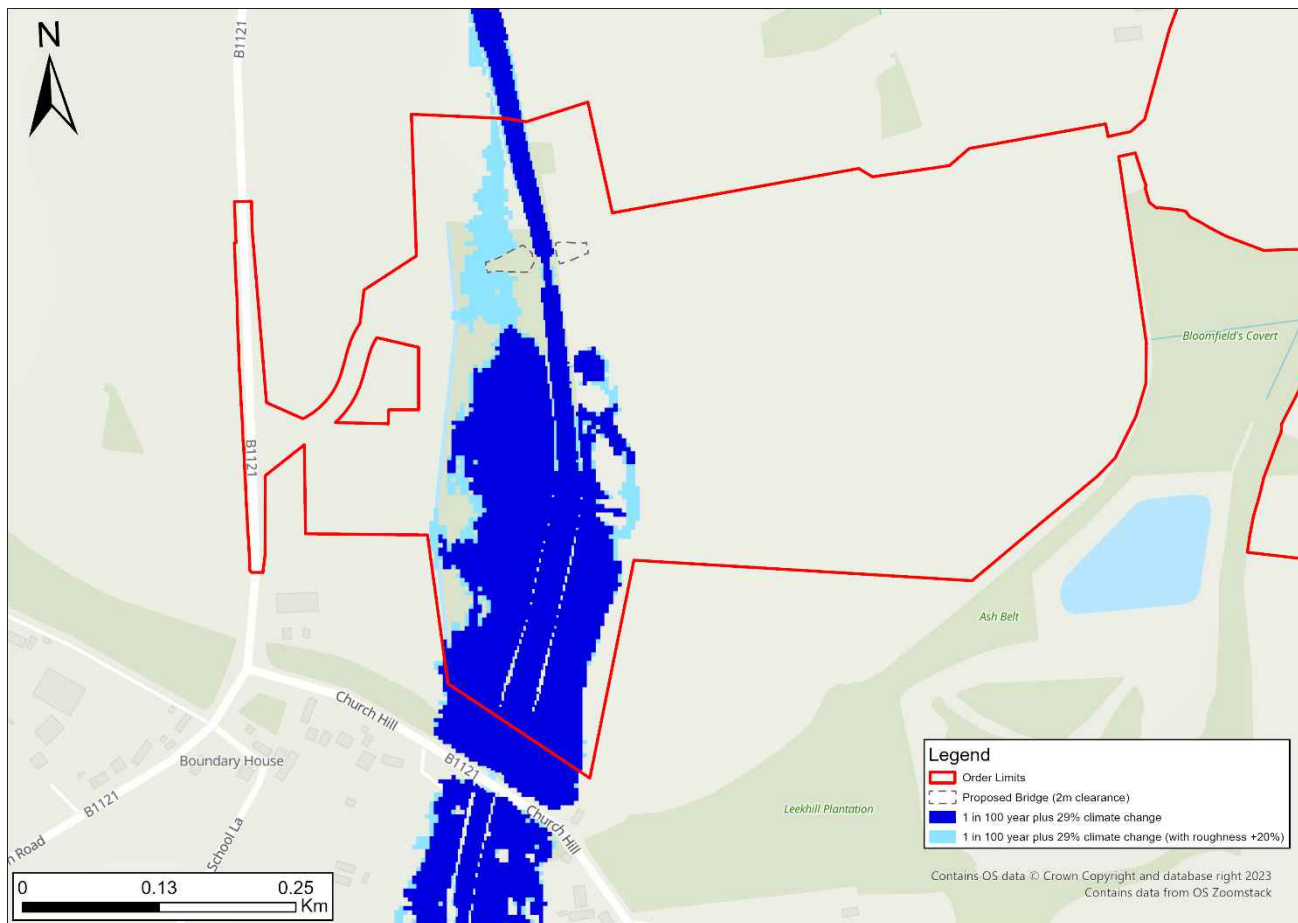 N
B1121
B1121
Bloomfield's Covert
Ash Belt
Church Hill
Boundary House
B1121
B1121
School La
n Road
Church Hill
Leekhill Plantation
Legend
Order Limits
Proposed Bridge (2m clearance)
1 in 100 year plus 29% climate change
1 in 100 year plus 29% climate change (with roughness +20%)
Contains OS data © Crown Copyright and database right 2023
Contains data from OS Zoomstack
0 0.13 0.25
Km